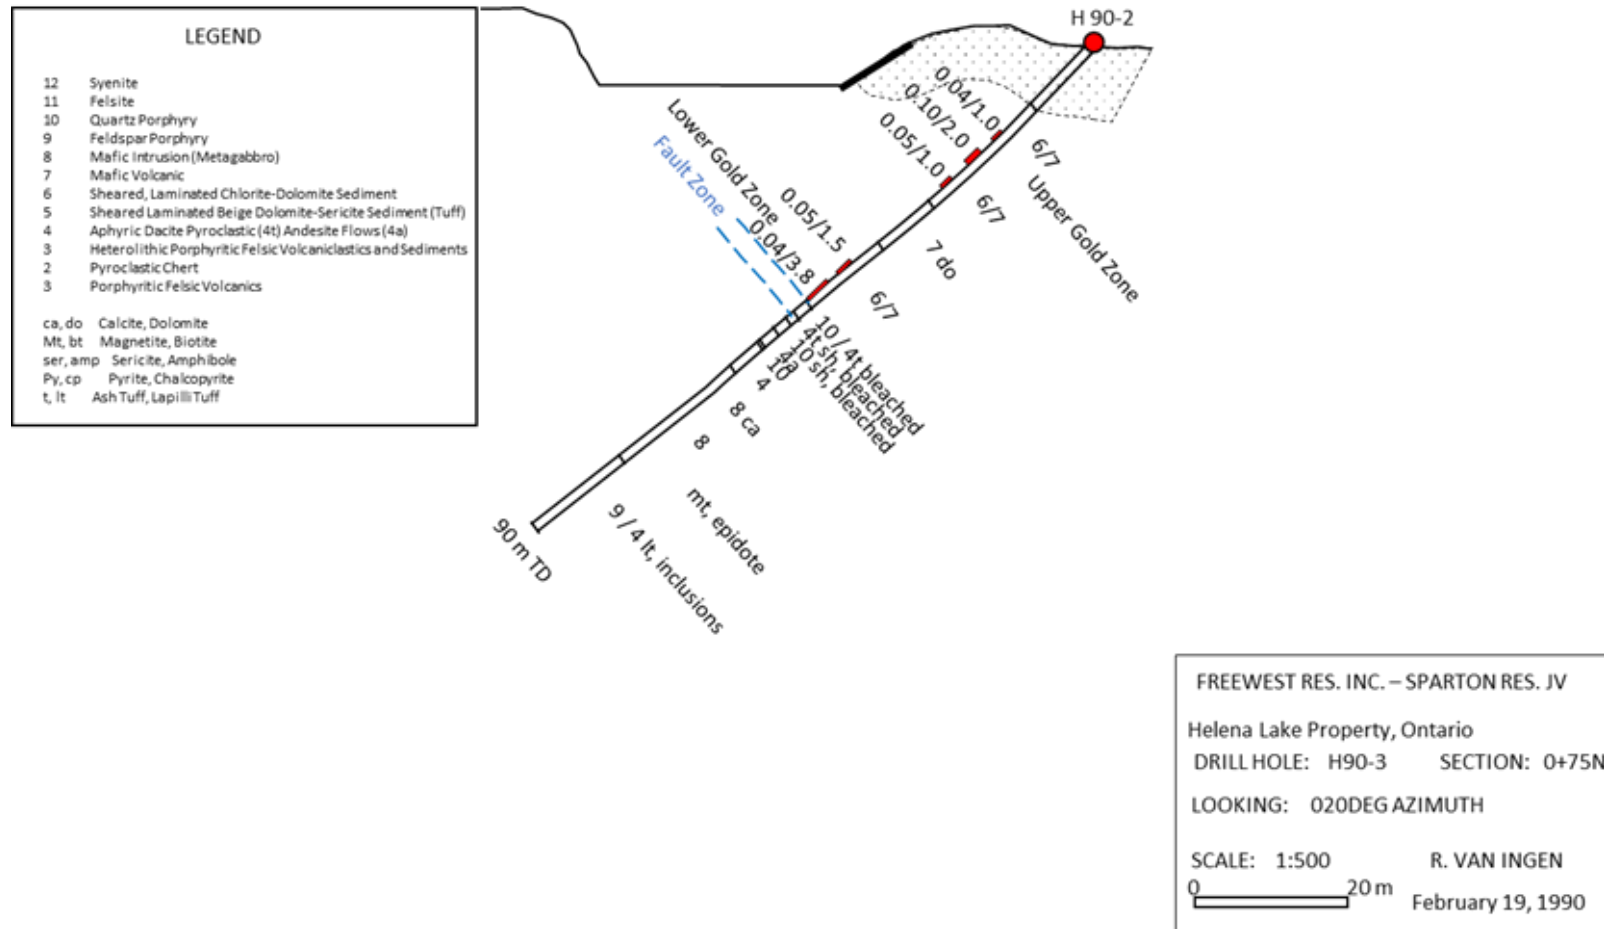 LEGEND
12 Syenite
11 Felsite
10 Quartz Porphyry
9 Feldspar Porphyry
8 Mafic Intrusion (Metagabbro)
7 Mafic Volcanic
6 Sheared, Laminated Chlorite-Dolomite Sediment
5 Sheared Laminated Beige Dolomite-Sericite Sediment (Tuff)
4 Aphyric Dacite Pyroclastic (4t) Andesite Flows (4a)
3 Heterolithic Porphyritic Felsic Volcaniclastics and Sediments
2 Pyroclastic Chert
3 Porphyritic Felsic Volcanics
ca, do Calcite, Dolomite
Mt, bt Magnetite, Biotite
ser, amp Sericite, Amphibole
Py, cp Pyrite, Chalcopyrite
t, lt Ash Tuff, Lapilli Tuff
H 90-2
0.04/1.0
0.10/2.0
0.05/1.0
Lower Gold Zone
Fault Zone
0.05/1.5
0.04/3.8
6/7
Upper Gold Zone
6/7
7 do
6/7
10 / 4t bleached
4t sh, bleached
10 sh, bleached
4a
10
4
8 ca
8
mt, epidote
9 / 4 lt, inclusions
90 m TD
FREEWEST RES. INC. – SPARTON RES. JV
Helena Lake Property, Ontario
DRILL HOLE: H90-3 SECTION: 0+75N
LOOKING: 020DEG AZIMUTH
SCALE: 1:500 R. VAN INGEN
0 20 m
February 19, 1990